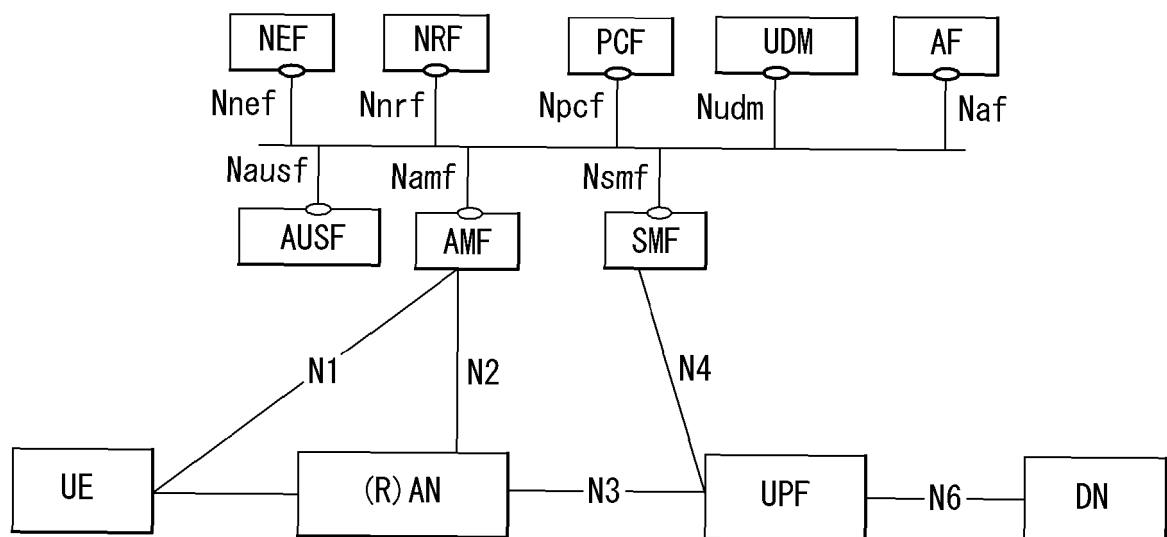 NEF NRF PCF UDM AF
Nnef Nnrf Npcf Nudm Naf
Nausf Namf Nsmf
AUSF AMF SMF
N1 N2 N4
UE (R)AN N3 UPF N6 DN